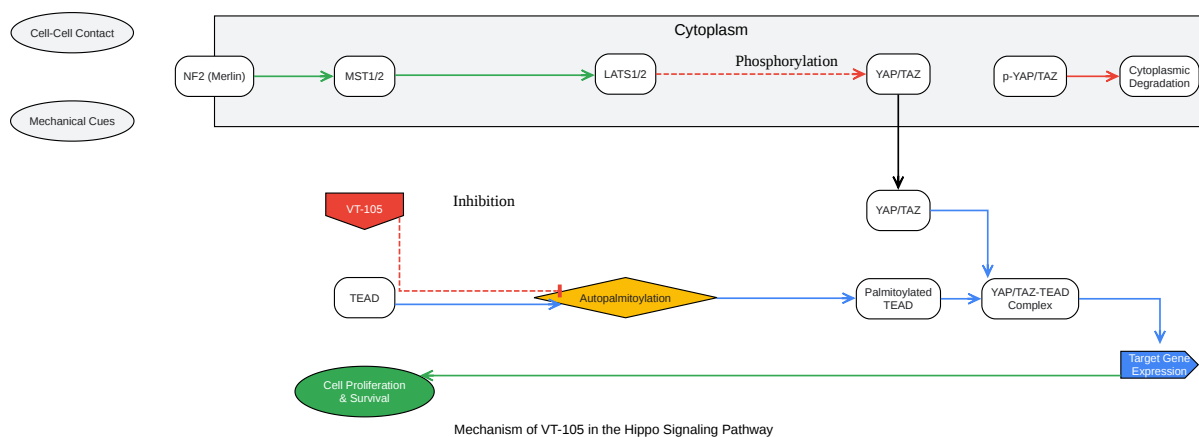 Cytoplasm
Cell-Cell Contact
Phosphorylation
NF2 (Merlin)
MST1/2
LATS1/2
YAP/TAZ
p-YAP/TAZ
Cytoplasmic
Degradation
Mechanical Cues
VT-105
Inhibition
YAP/TAZ
TEAD
Autopalmitoylation
Palmitoylated
TEAD
YAP/TAZ-TEAD
Complex
Target Gene
Expression
Cell Proliferation
& Survival
Mechanism of VT-105 in the Hippo Signaling Pathway